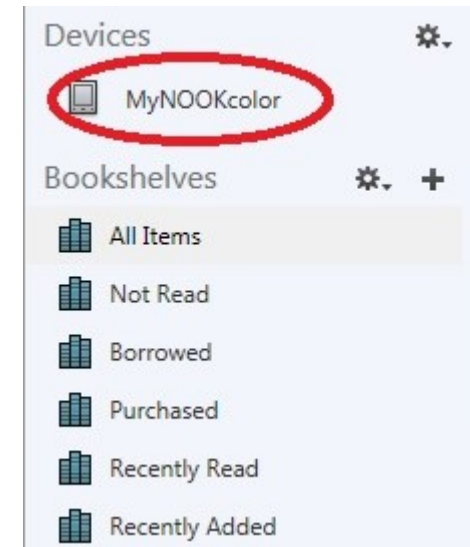 Devices
MyNOOKcolor
Bookshelves
All Items
Not Read
Borrowed
Purchased
Recently Read
Recently Added